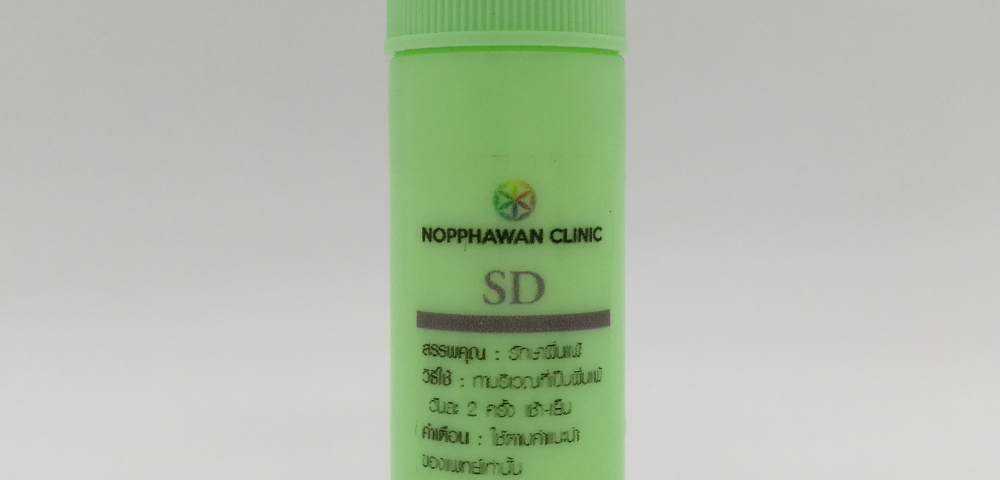 NOPPHAWAN CLINIC
SD
สรรพคุณ : รักษาผื่นแพ้
วิธีใช้ : ทาบริเวณที่เป็นผื่นแพ้
วันละ 2 ครั้ง เช้า-เย็น
คำเตือน : ใช้ตามคำแนะนำ
ของแพทย์เท่านั้น